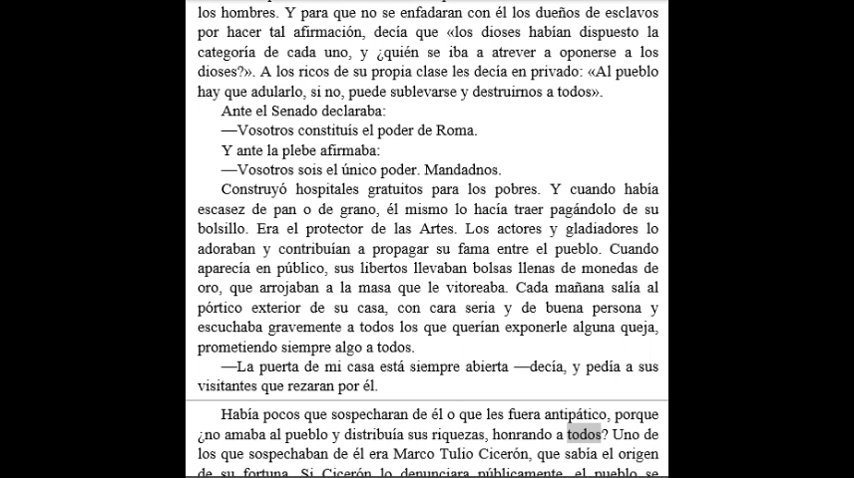 los hombres. Y para que no se enfadaran con él los dueños de esclavos
por hacer tal afirmación, decía que «los dioses habían dispuesto la
categoría de cada uno, y ¿quién se iba a atrever a oponerse a los
dioses?». A los ricos de su propia clase les decía en privado: «Al pueblo
hay que adularlo, si no, puede sublevarse y destruirnos a todos».
Ante el Senado declaraba:
—Vosotros constituís el poder de Roma.
Y ante la plebe afirmaba:
—Vosotros sois el único poder. Mandadnos.
Construyó hospitales gratuitos para los pobres. Y cuando había
escasez de pan o de grano, él mismo lo hacía traer pagándolo de su
bolsillo. Era el protector de las Artes. Los actores y gladiadores lo
adoraban y contribuían a propagar su fama entre el pueblo. Cuando
aparecía en público, sus libertos llevaban bolsas llenas de monedas de
oro, que arrojaban a la masa que le vitoreaba. Cada mañana salía al
pórtico exterior de su casa, con cara seria y de buena persona y
escuchaba gravemente a todos los que querían exponerle alguna queja,
prometiendo siempre algo a todos.
—La puerta de mi casa está siempre abierta —decía, y pedía a sus
visitantes que rezaran por él.
Había pocos que sospecharan de él o que les fuera antipático, porque
¿no amaba al pueblo y distribuía sus riquezas, honrando a todos? Uno de
los que sospechaban de él era Marco Tulio Cicerón, que sabía el origen
de su fortuna. Si Cicerón lo denunciara públicamente, el pueblo se